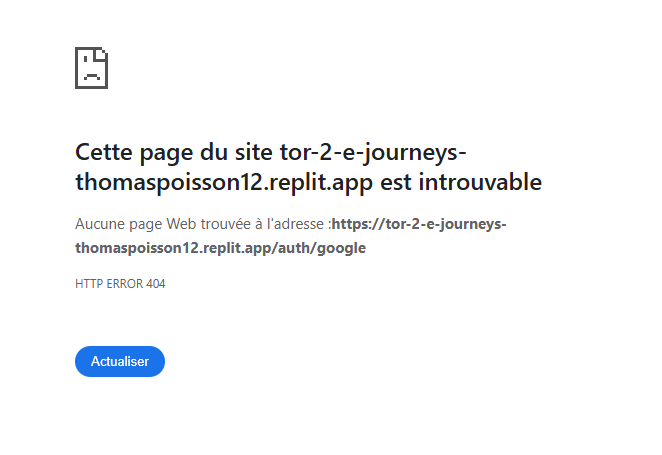 Cette page du site tor-2-e-journeys-
thomaspoisson12.replit.app est introuvable
Aucune page Web trouvée à l'adresse :https://tor-2-e-journeys-
thomaspoisson12.replit.app/auth/google
HTTP ERROR 404
Actualiser